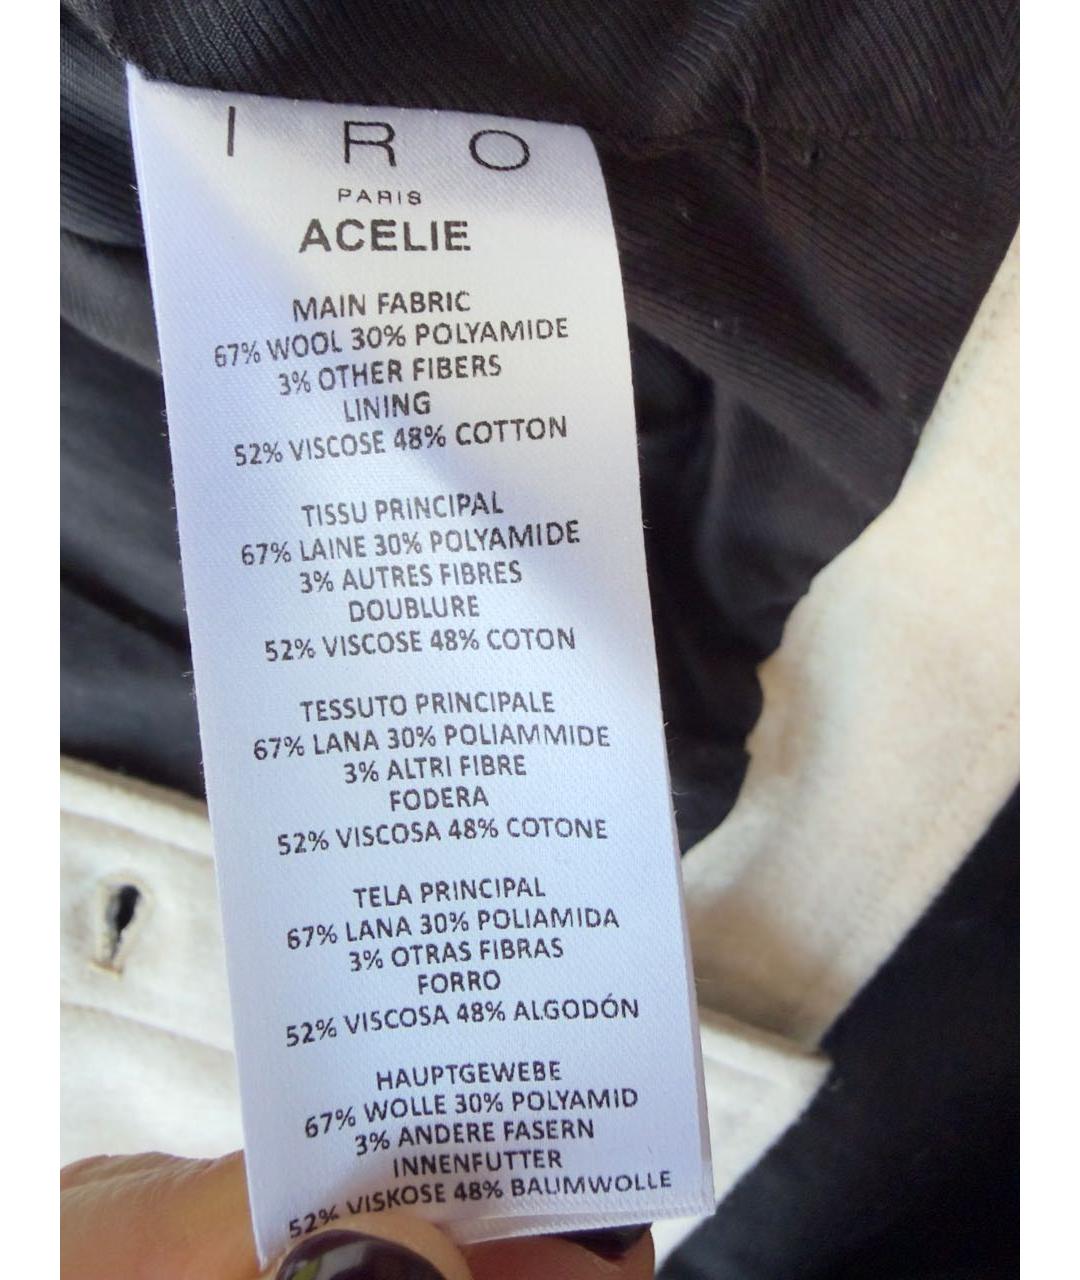 I R O
PARIS
ACELIE
MAIN FABRIC
67% WOOL 30% POLYAMIDE
3% OTHER FIBERS
LINING
52% VISCOSE 48% COTTON
TISSU PRINCIPAL
67% LAINE 30% POLYAMIDE
3% AUTRES FIBRES
DOUBLURE
52% VISCOSE 48% COTON
TESSUTO PRINCIPALE
67% LANA 30% POLIAMMIDE
3% ALTRI FIBRE
FODERA
52% VISCOSA 48% COTONE
TELA PRINCIPAL
67% LANA 30% POLIAMIDA
3% OTRAS FIBRAS
FORRO
52% VISCOSA 48% ALGODÓN
HAUPTGEWEBE
67% WOLLE 30% POLYAMID
3% ANDERE FASERN
INNENFUTTER
52% VISKOSE 48% BAUMWOLLE